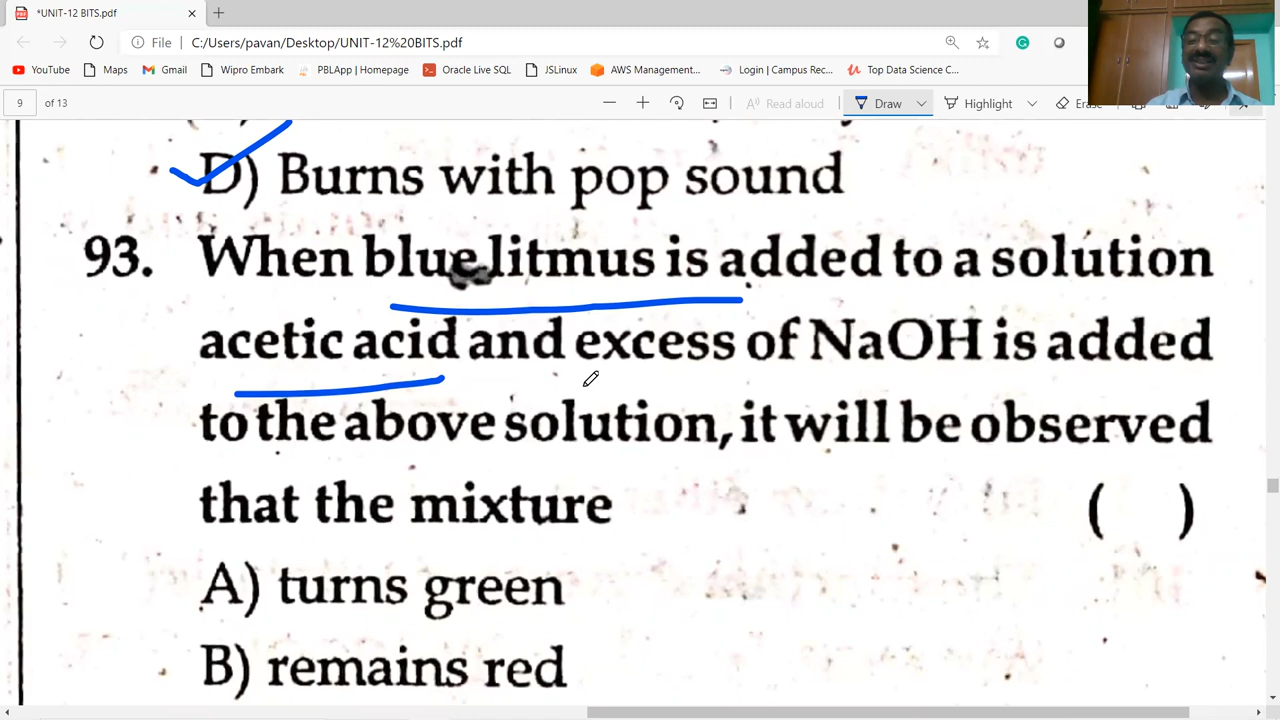 *UNIT-12 BITS.pdf
File C:/Users/pavan/Desktop/UNIT-12%20BITS.pdf
YouTube Maps Gmail Wipro Embark PBLApp | Homepage Oracle Live SQL JSLinux AWS Management... Login | Campus Rec... Top Data Science C...
9 of 13 Read aloud Draw Highlight Erase
D) Burns with pop sound
93. When blue litmus is added to a solution
acetic acid and excess of NaOH is added
to the above solution, it will be observed
that the mixture ( )
A) turns green
B) remains red